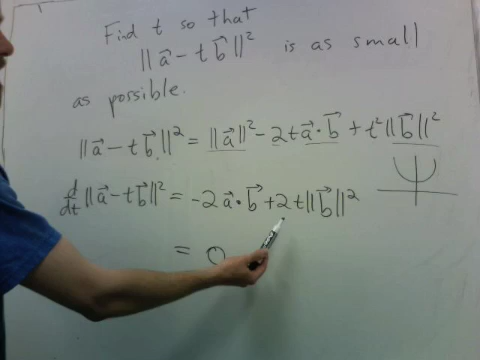 Find t so that
||a⃗ - t b⃗||² is as small
as possible.
||a⃗ - t b⃗||² = ||a⃗||² - 2t a⃗ · b⃗ + t² ||b⃗||²
d/dt ||a⃗ - t b⃗||² = -2 a⃗ · b⃗ + 2t ||b⃗||²
= 0